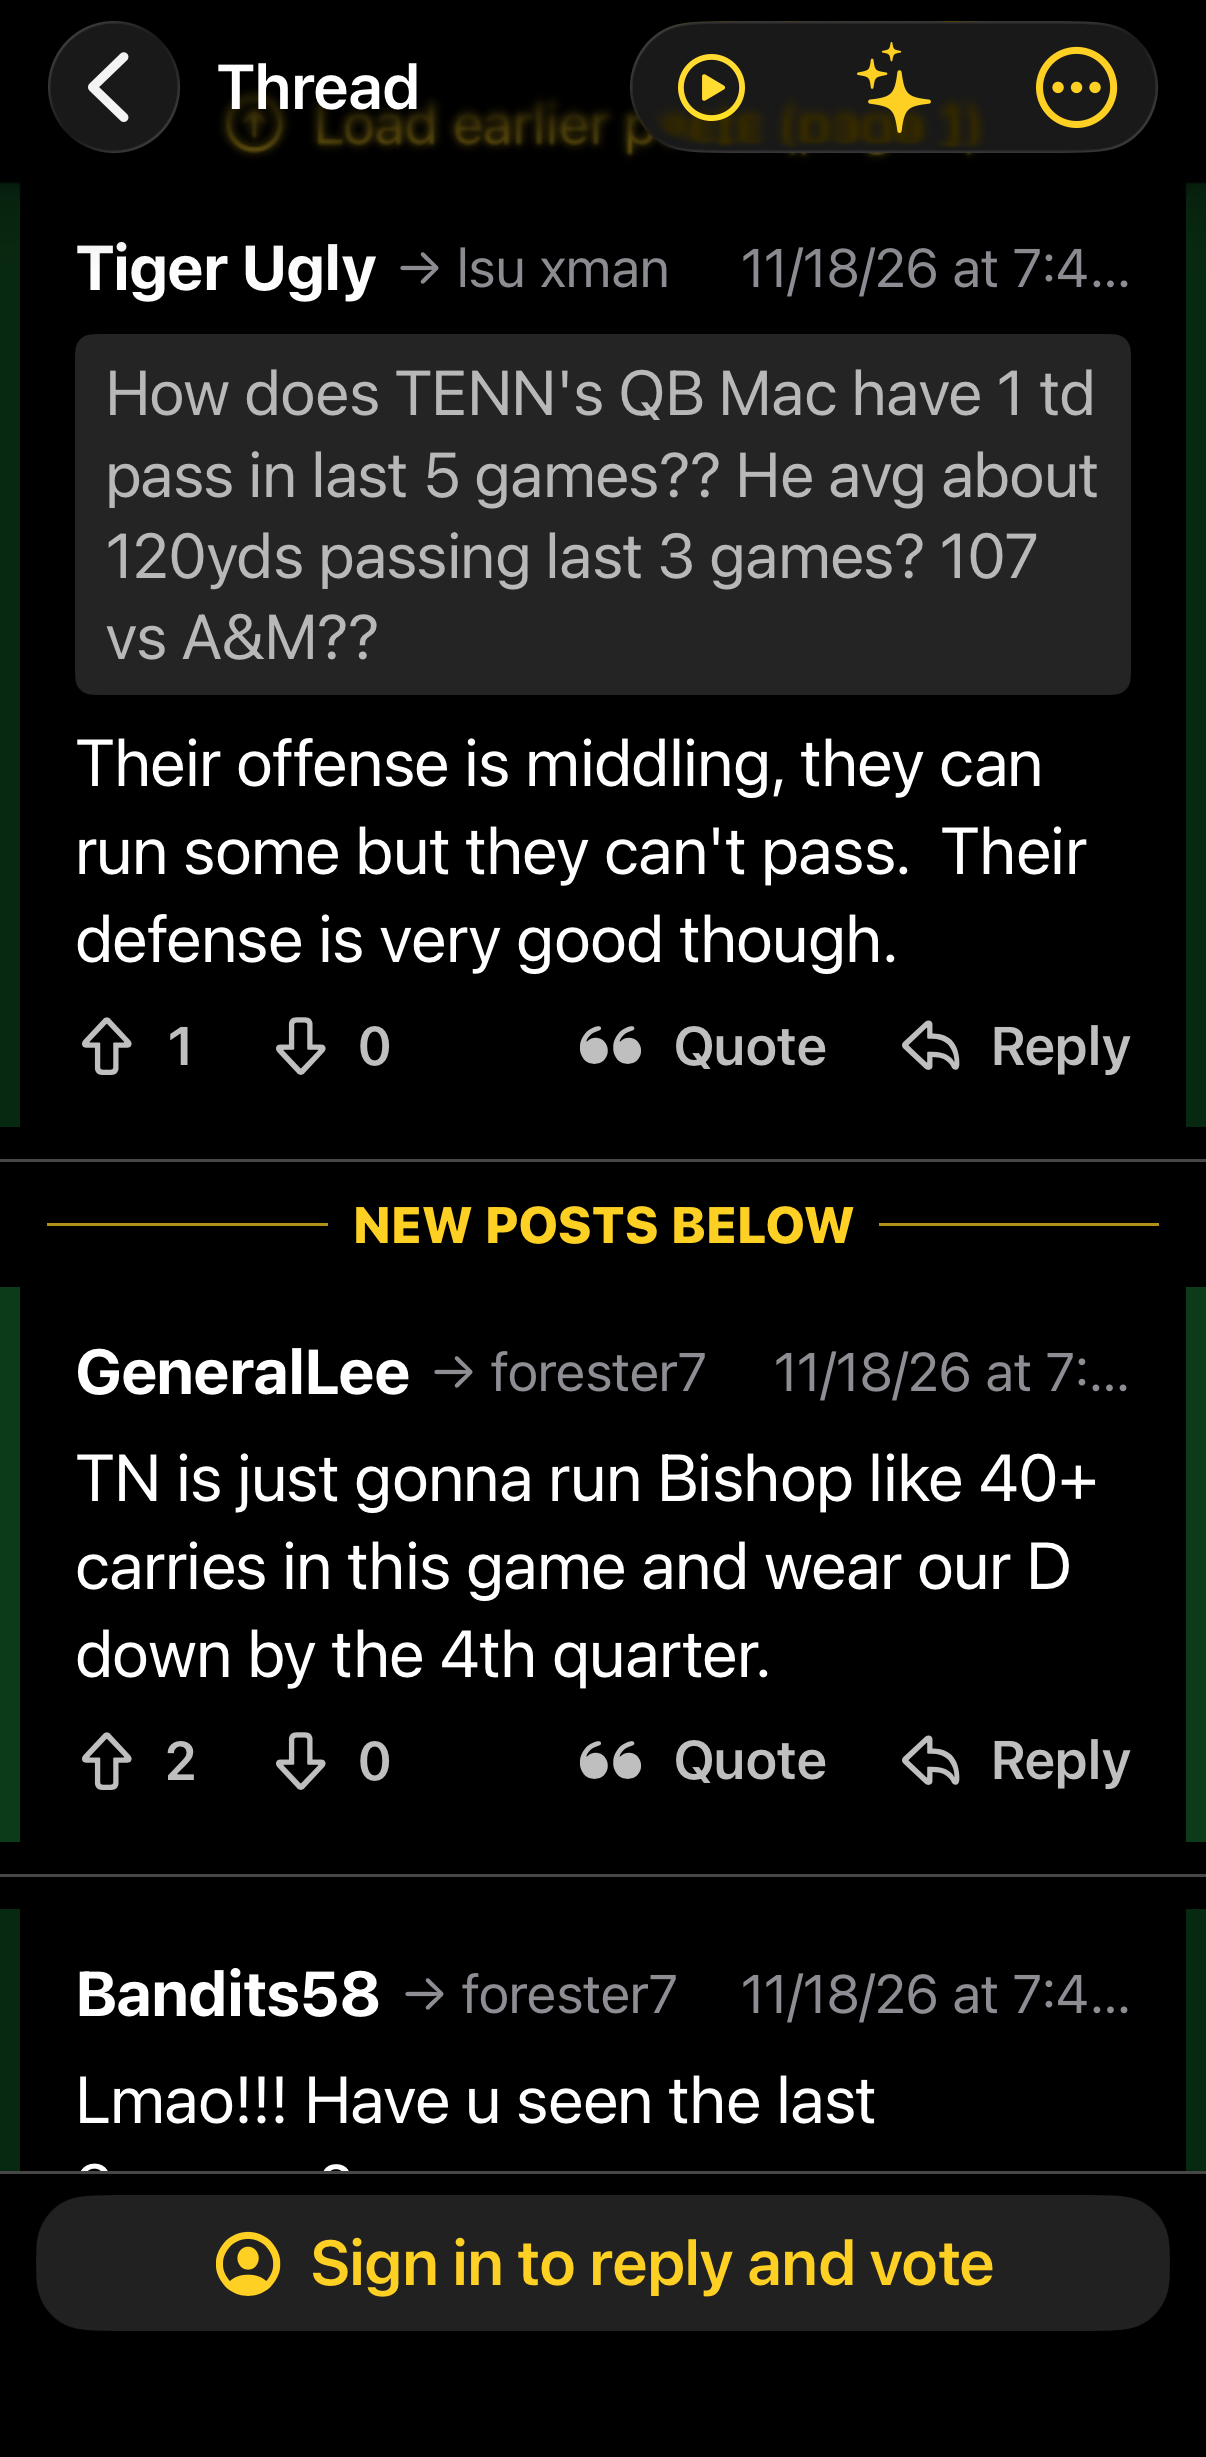 Thread
Load earlier
Tiger Ugly → lsu xman 11/18/26 at 7:4...
How does TENN's QB Mac have 1 td
pass in last 5 games?? He avg about
120yds passing last 3 games? 107
vs A&M??
Their offense is middling, they can
run some but they can't pass. Their
defense is very good though.
1 0 Quote Reply
NEW POSTS BELOW
GeneralLee → forester7 11/18/26 at 7:...
TN is just gonna run Bishop like 40+
carries in this game and wear our D
down by the 4th quarter.
2 0 Quote Reply
Bandits58 → forester7 11/18/26 at 7:4...
Lmao!!! Have u seen the last
Sign in to reply and vote